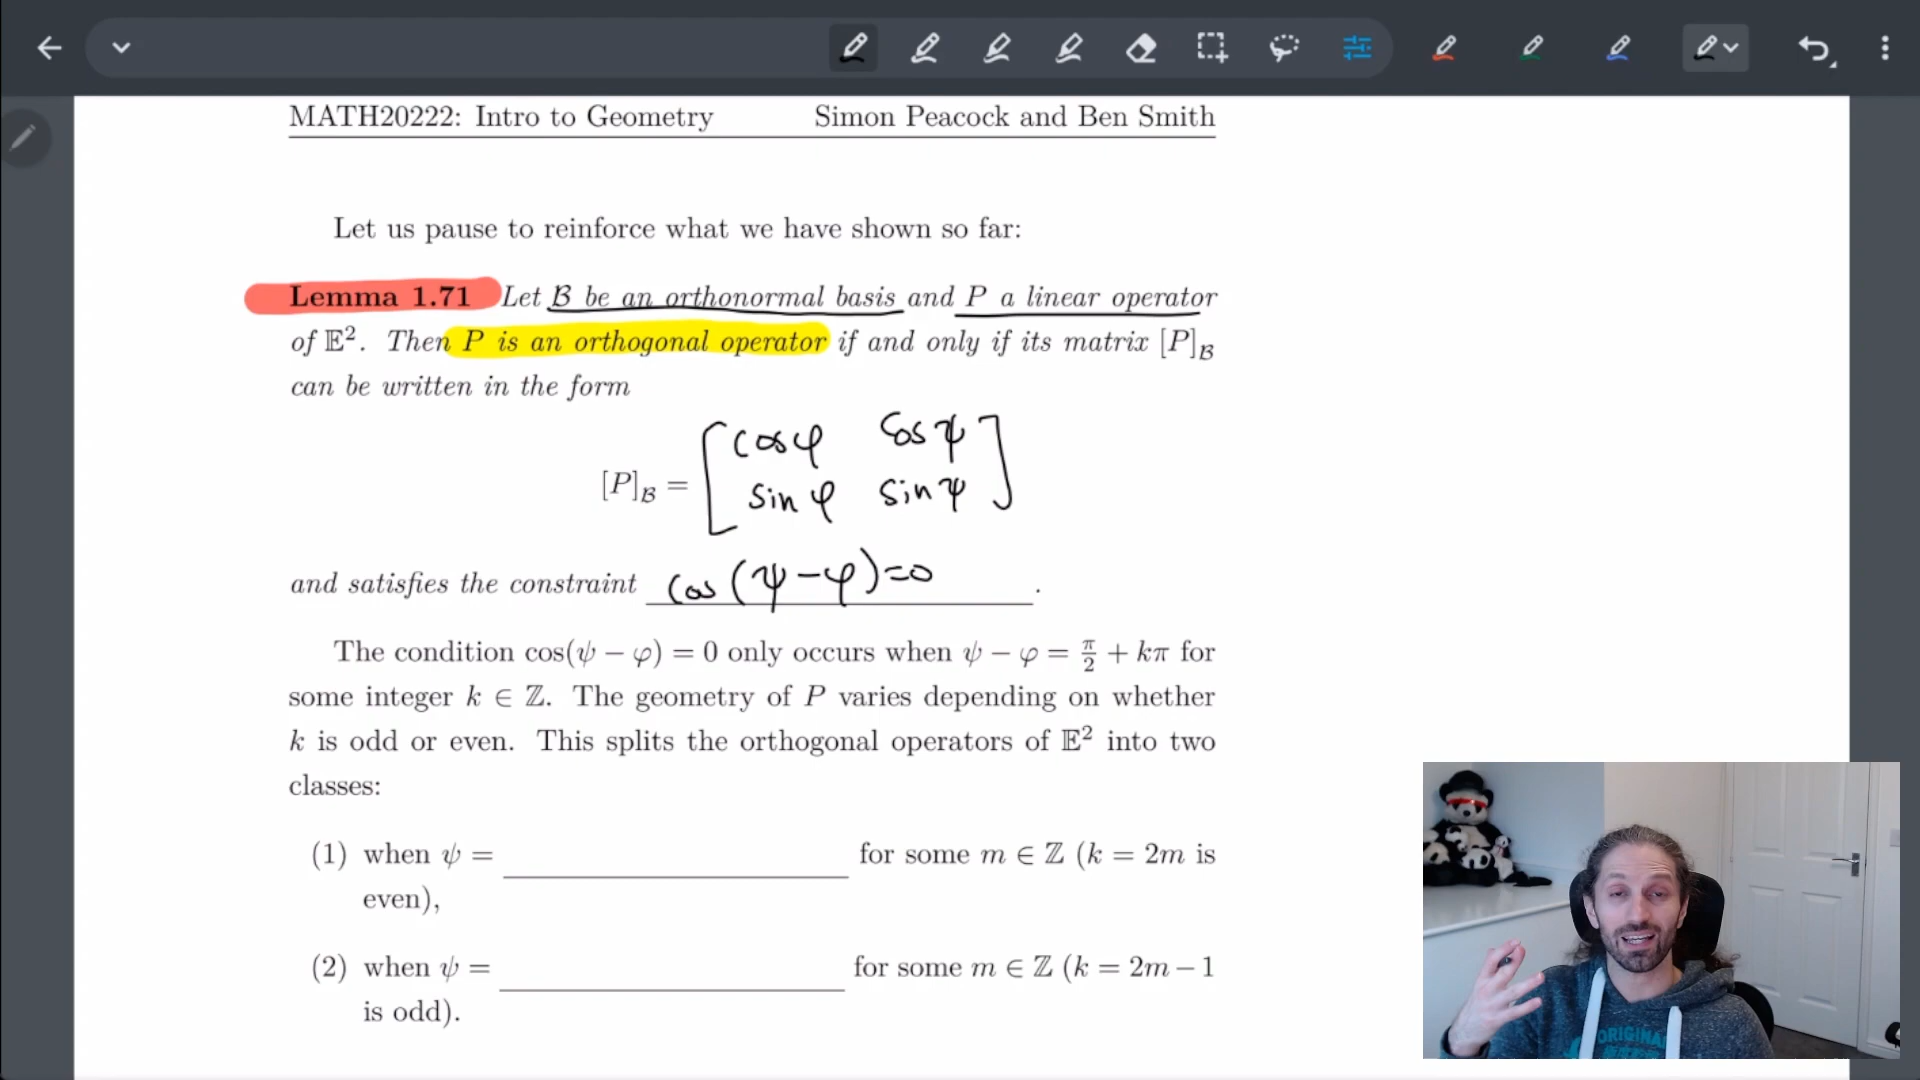 MATH20222: Intro to Geometry Simon Peacock and Ben Smith
Let us pause to reinforce what we have shown so far:
Lemma 1.71 Let ℬ be an orthonormal basis and P a linear operator
of 𝔼². Then P is an orthogonal operator if and only if its matrix [P]_ℬ
can be written in the form
cosφ cosψ
[P]_ℬ =
sinφ sinψ
and satisfies the constraint cos(ψ−φ)=0 .
The condition cos(ψ − φ) = 0 only occurs when ψ − φ = π/2 + kπ for
some integer k ∈ ℤ. The geometry of P varies depending on whether
k is odd or even. This splits the orthogonal operators of 𝔼² into two
classes:
(1) when ψ = for some m ∈ ℤ (k = 2m is
even),
(2) when ψ = for some m ∈ ℤ (k = 2m − 1
is odd).
ORIGINA